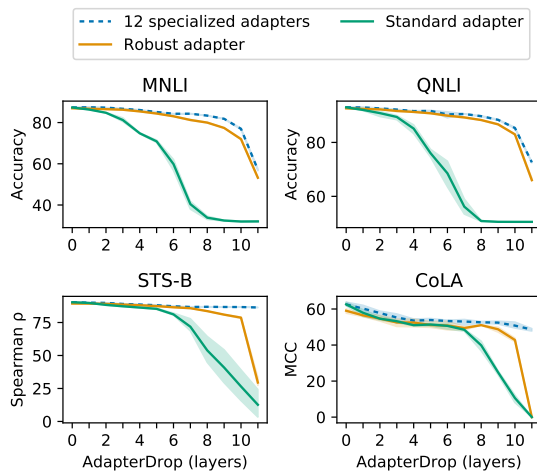 12 specialized adapters
Standard adapter
Robust adapter
MNLI
QNLI
Accuracy
80
60
40
0 2 4 6 8 10
Accuracy
80
60
0 2 4 6 8 10
STS-B
CoLA
Spearman ρ
75
50
25
0
0 2 4 6 8 10
AdapterDrop (layers)
MCC
60
40
20
0
0 2 4 6 8 10
AdapterDrop (layers)